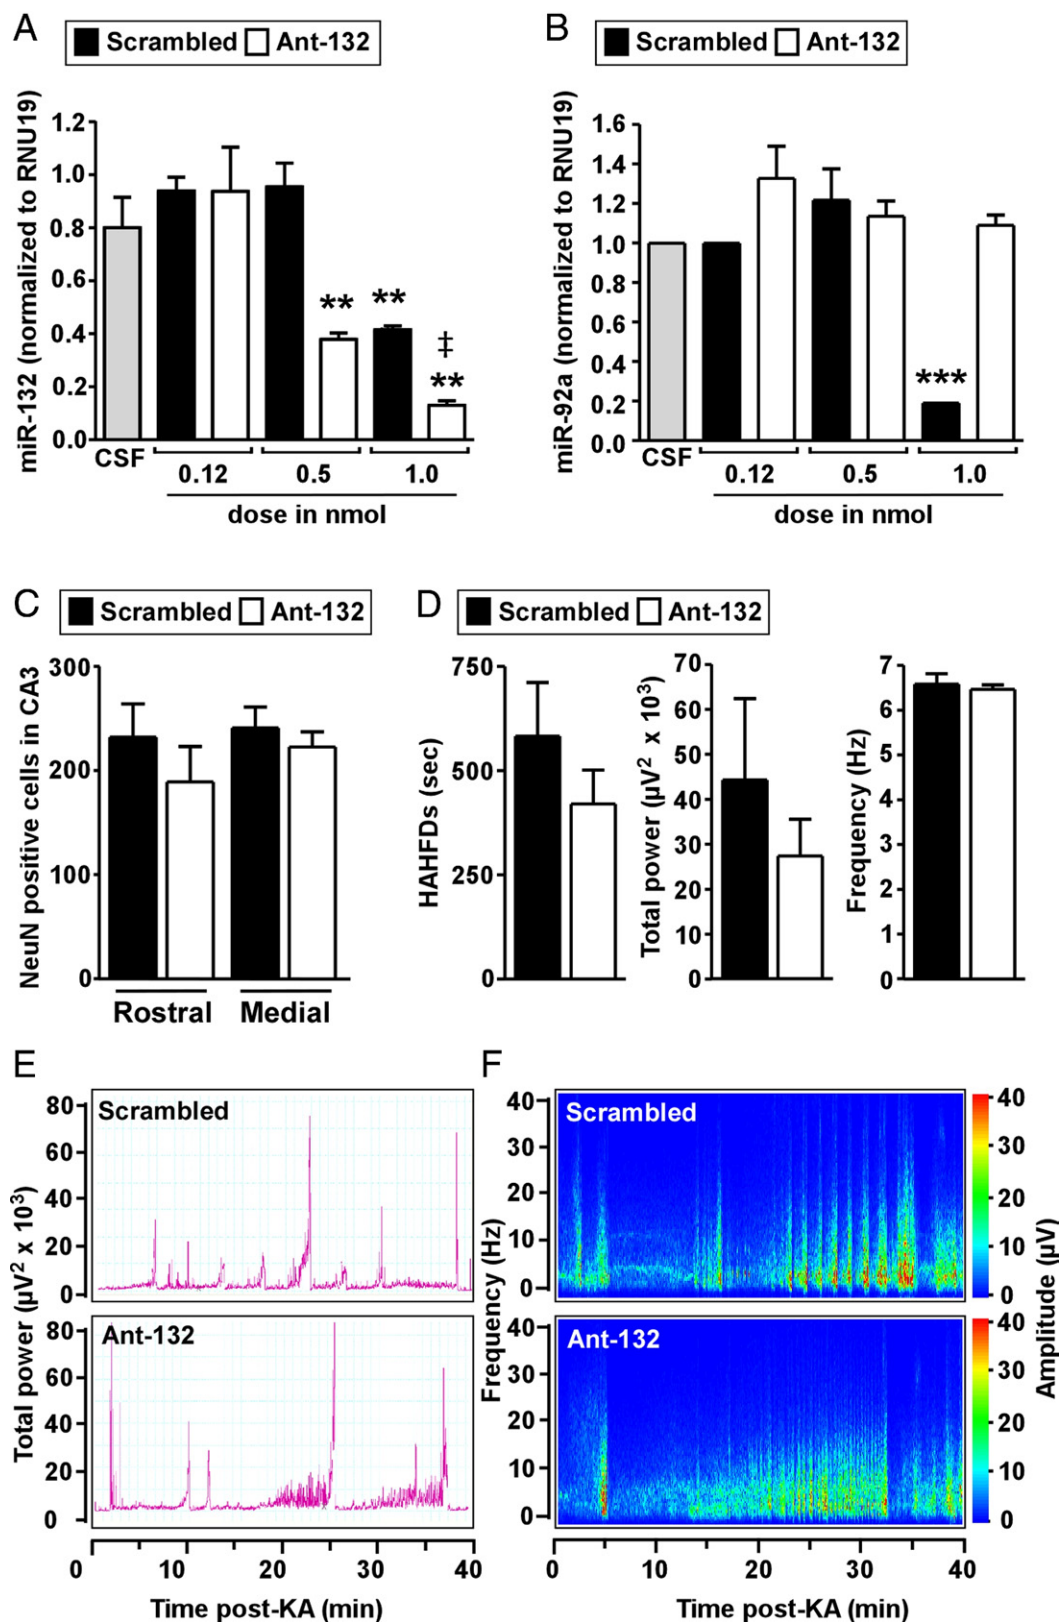 A
Scrambled Ant-132
miR-132 (normalized to RNU19)
1.2
1.0
0.8
0.6
0.4
0.2
0.0
** ** ‡ **
CSF
0.12 0.5 1.0
dose in nmol
B
Scrambled Ant-132
miR-92a (normalized to RNU19)
1.6
1.4
1.2
1.0
0.8
0.6
0.4
0.2
0.0
***
CSF
0.12 0.5 1.0
dose in nmol
C
Scrambled Ant-132
NeuN positive cells in CA3
300
200
100
0
Rostral Medial
D
Scrambled Ant-132
HAHFDs (sec)
750
500
250
0
Total power (µV² x 10³)
70
60
50
40
30
20
10
0
Frequency (Hz)
7
6
5
4
3
2
1
0
E
Scrambled
80
60
40
20
0
Total power (µV² x 10³)
Ant-132
80
60
40
20
0
0 10 20 30 40
Time post-KA (min)
F
Scrambled
40
30
20
10
0
Frequency (Hz)
40
30
20
10
0
Amplitude (µV)
Ant-132
40
30
20
10
0
40
30
20
10
0
0 10 20 30 40
Time post-KA (min)